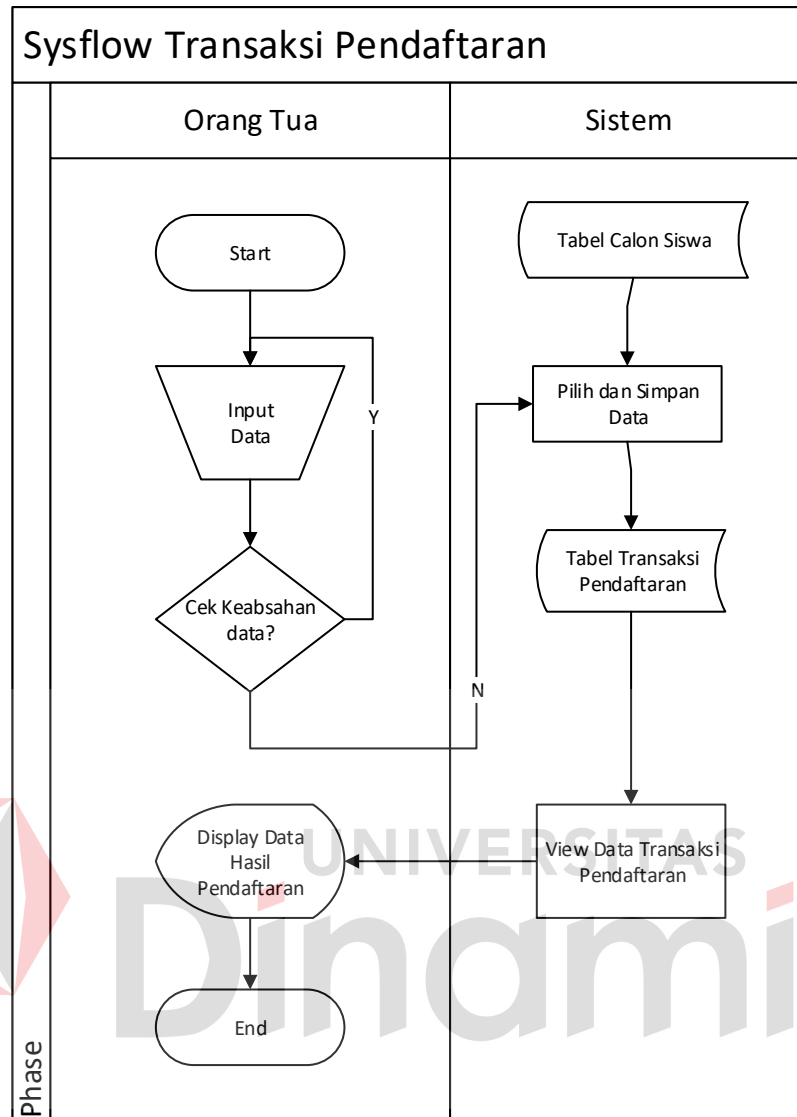 Sysflow Transaksi Pendaftaran
Orang Tua
Sistem
Start
Tabel Calon Siswa
Input
Data
Y
Pilih dan Simpan
Data
Cek Keabsahan
data?
Tabel Transaksi
Pendaftaran
N
Display Data
Hasil
Pendaftaran
View Data Transaksi
Pendaftaran
UNIVERSITAS
Dinami
End
Phase